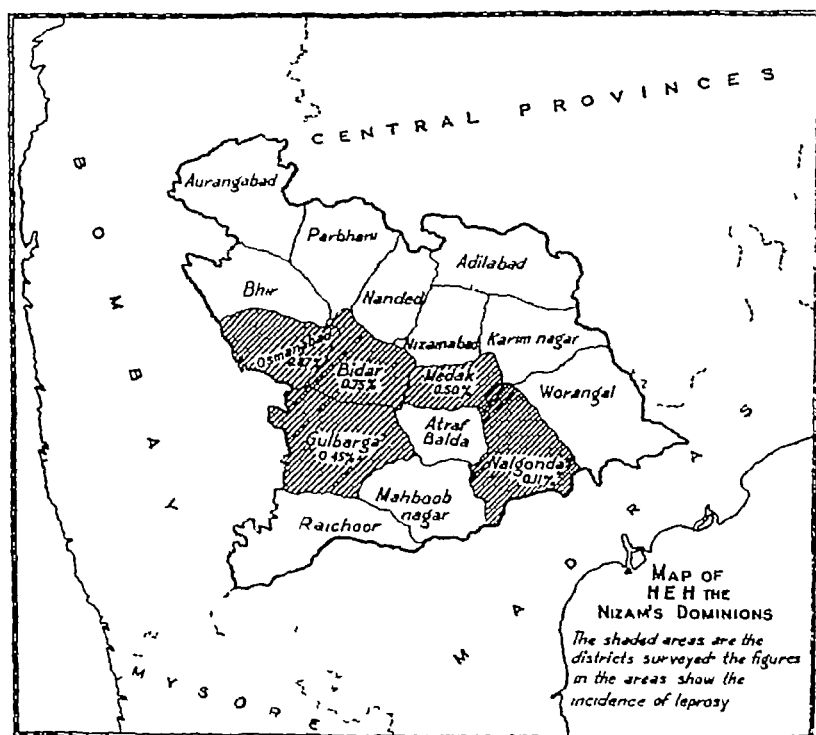 CENTRAL PROVINCES
BOMBAY
Aurangabad
Parbhani
Adilabad
Bhir
Nanded
Nizamabad
Karim nagar
Osmanabad
Bidar
0.75%
Medak
0.50%
Worangal
Gulbarga
0.45%
Atraf
Balda
Nalgonda
0.11%
Mahboob
nagar
Raichoor
MADRAS
MYSORE
MAP OF
H E H THE
NIZAM'S DOMINIONS
The shaded areas are the
districts surveyed the figures
in the areas show the
incidence of leprosy